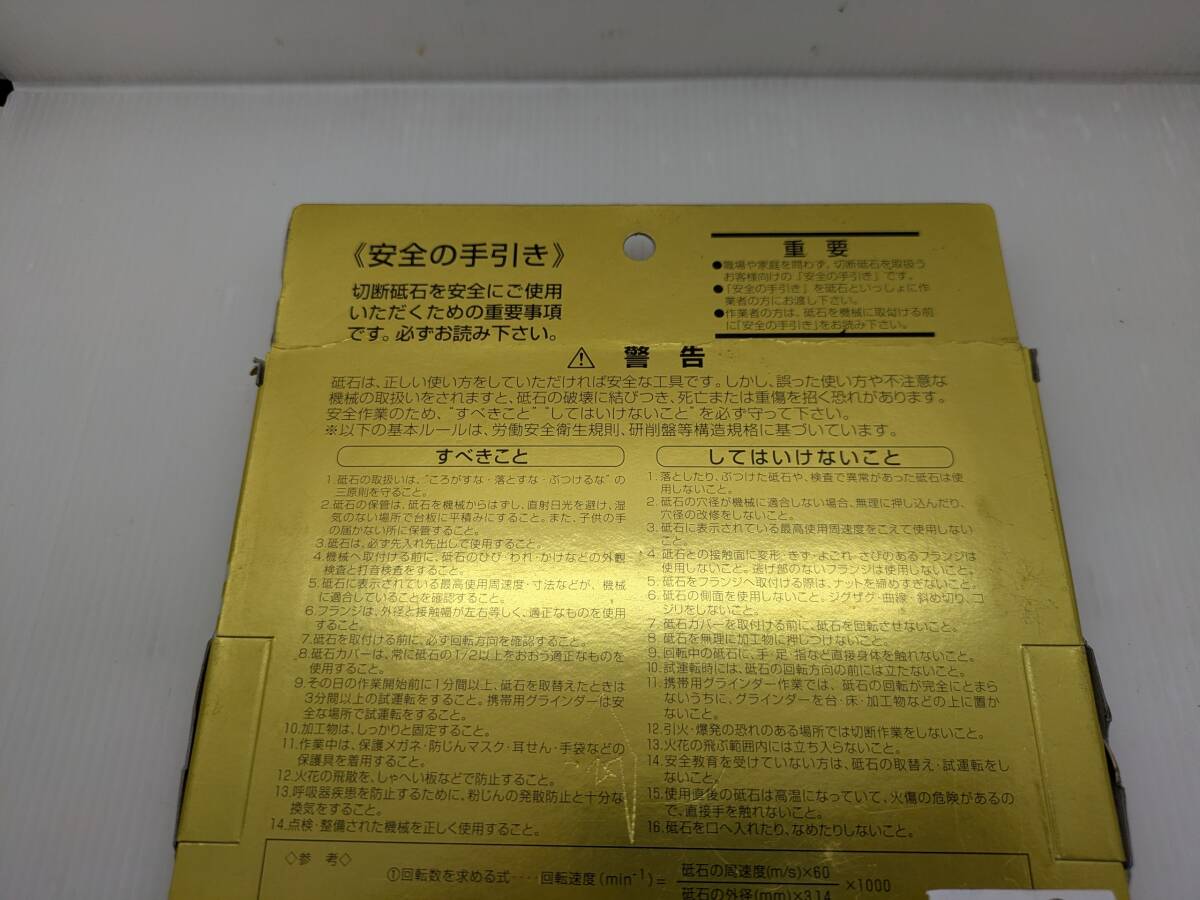 《安全の手引き》
切断砥石を安全にご使用
いただくための重要事項
です。必ずお読み下さい。
重要
●職場や家庭を問わず、切断砥石を取扱う
お客様向けの「安全の手引き」です。
●「安全の手引き」を砥石といっしょに作
業者の方にお渡し下さい。
●作業者の方は、砥石を機械に取付ける前
に「安全の手引き」をお読み下さい。
⚠ 警告
砥石は、正しい使い方をしていただければ安全な工具です。しかし、誤った使い方や不注意な
機械の取扱いをされますと、砥石の破壊に結びつき、死亡または重傷を招く恐れがあります。
安全作業のため、"すべきこと" "してはいけないこと"を必ず守って下さい。
※以下の基本ルールは、労働安全衛生規則、研削盤等構造規格に基づいています。
すべきこと
1.砥石の取扱いは、"ころがすな・落とすな・ぶつけるな"の
三原則を守ること。
2.砥石の保管は、砥石を機械からはずし、直射日光を避け、湿
気のない場所で台板に平積みにすること。また、子供の手
の届かない所に保管すること。
3.砥石は、必ず先入れ先出しで使用すること。
4.機械へ取付ける前に、砥石のひび・われ・かけなどの外観
検査と打音検査をすること。
5.砥石に表示されている最高使用周速度・寸法などが、機械
に適合していることを確認すること。
6.フランジは、外径と接触幅が左右等しく、適正なものを使用
すること。
7.砥石を取付ける前に、必ず回転方向を確認すること。
8.砥石カバーは、常に砥石の1/2以上をおおう適正なものを
使用すること。
9.その日の作業開始前に1分間以上、砥石を取替えたときは
3分間以上の試運転をすること。携帯用グラインダーは安
全な場所で試運転をすること。
10.加工物は、しっかりと固定すること。
11.作業中は、保護メガネ・防じんマスク・耳せん・手袋などの
保護具を着用すること。
12.火花の飛散を、しゃへい板などで防止すること。
13.呼吸器疾患を防止するために、粉じんの発散防止と十分な
換気をすること。
14.点検・整備された機械を正しく使用すること。
してはいけないこと
1.落としたり、ぶつけた砥石や、検査で異常があった砥石は使
用しないこと。
2.砥石の穴径が機械に適合しない場合、無理に押し込んだり、
穴径の改修をしないこと。
3.砥石に表示されている最高使用周速度をこえて使用しない
こと。
4.砥石との接触面に変形・きず・よごれ・さびのあるフランジは
使用しないこと。逃げ部のないフランジは使用しないこと。
5.砥石をフランジへ取付ける際は、ナットを締めすぎないこと。
6.砥石の側面を使用しないこと。ジグザグ・曲線・斜め切り、コ
ジリをしないこと。
7.砥石カバーを取付ける前に、砥石を回転させないこと。
8.砥石を無理に加工物に押しつけないこと。
9.回転中の砥石に、手・足・指など直接身体を触れないこと。
10.試運転時には、砥石の回転方向の前には立たないこと。
11.携帯用グラインダー作業では、砥石の回転が完全にとまら
ないうちに、グラインダーを台・床・加工物などの上に置か
ないこと。
12.引火・爆発の恐れのある場所では切断作業をしないこと。
13.火花の飛ぶ範囲内には立ち入らないこと。
14.安全教育を受けていない方は、砥石の取替え・試運転をし
ないこと。
15.使用直後の砥石は高温になっていて、火傷の危険があるの
で、直接手を触れないこと。
16.砥石を口へ入れたり、なめたりしないこと。
◇参考◇
①回転数を求める式‥‥回転速度(min⁻¹)= 砥石の周速度(m/s)×60
砥石の外径(mm)×3.14 ×1000